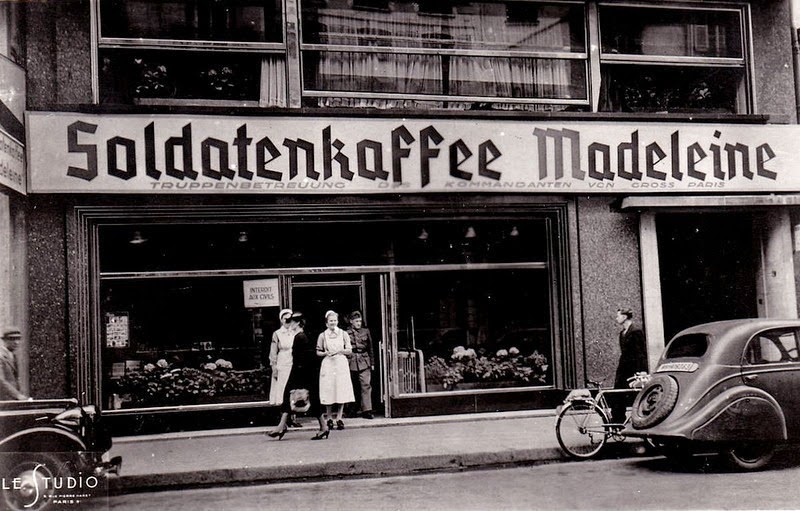 Soldatenkaffee Madeleine
TRUPPENBETREUUNG DES KOMMANDANTEN VON GROSS PARIS
INTERDIT
AUX CIVILS
LE STUDIO
PARIS